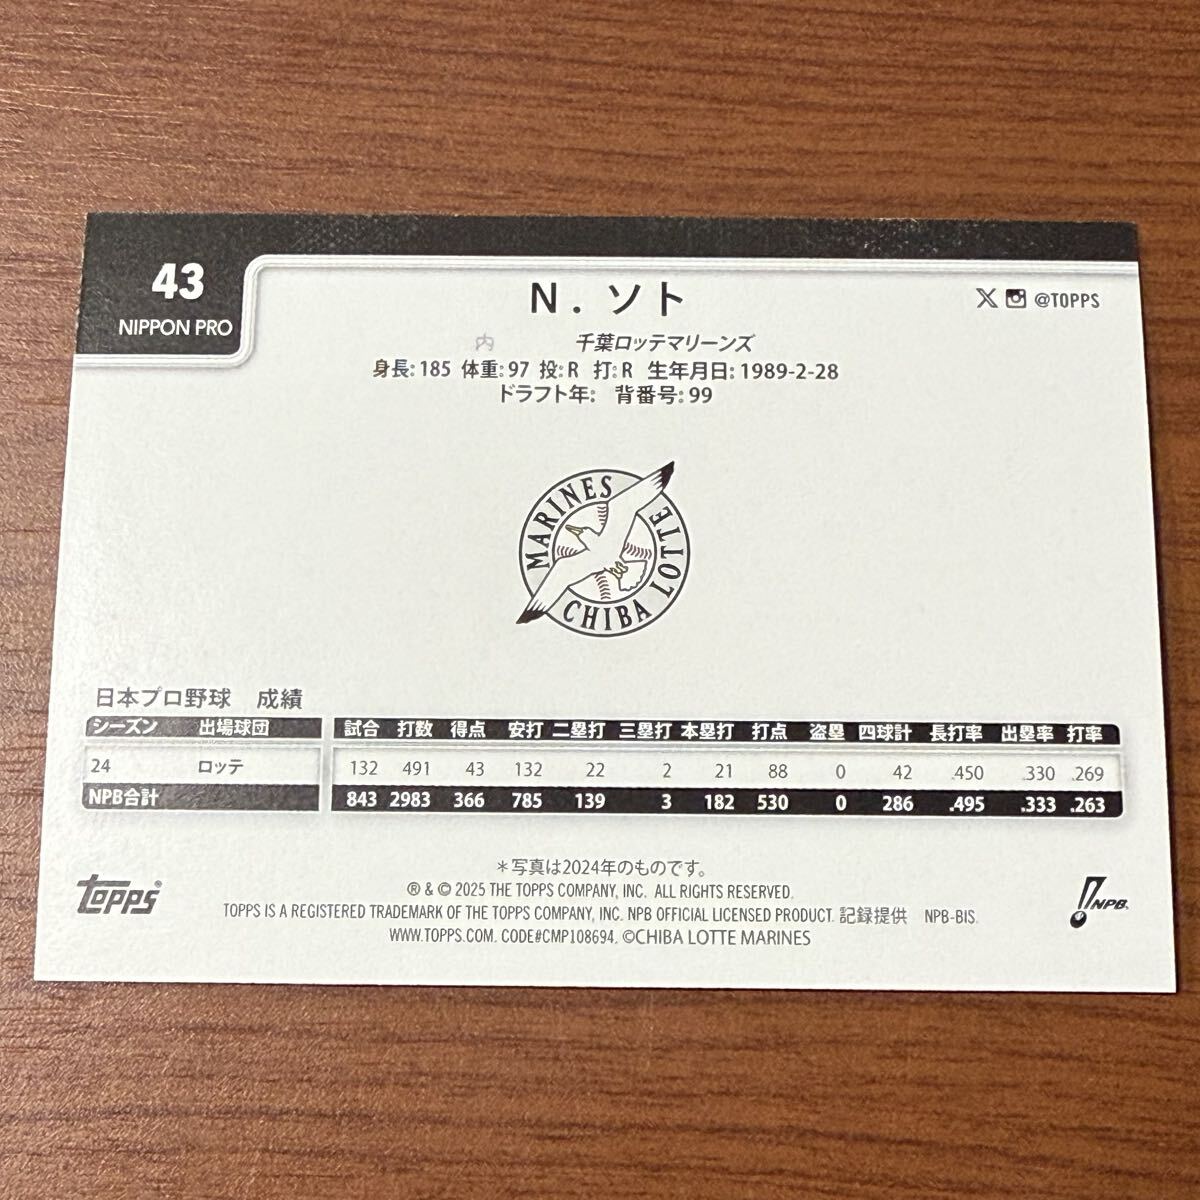 43
NIPPON PRO
N．ソト
@TOPPS
内 千葉ロッテマリーンズ
身長: 185 体重: 97 投: R 打: R 生年月日: 1989-2-28
ドラフト年: 背番号: 99
MARINES
CHIBA LOTTE
日本プロ野球 成績
シーズン 出場球団 試合 打数 得点 安打 二塁打 三塁打 本塁打 打点 盗塁 四球計 長打率 出塁率 打率
24 ロッテ 132 491 43 132 22 2 21 88 0 42 .450 .330 .269
NPB合計 843 2983 366 785 139 3 182 530 0 286 .495 .333 .263
＊写真は2024年のものです。
® & © 2025 THE TOPPS COMPANY, INC. ALL RIGHTS RESERVED.
TOPPS IS A REGISTERED TRADEMARK OF THE TOPPS COMPANY, INC. NPB OFFICIAL LICENSED PRODUCT. 記録提供 NPB-BIS.
WWW.TOPPS.COM. CODE#CMP108694. ©CHIBA LOTTE MARINES
TOPPS®
NPB